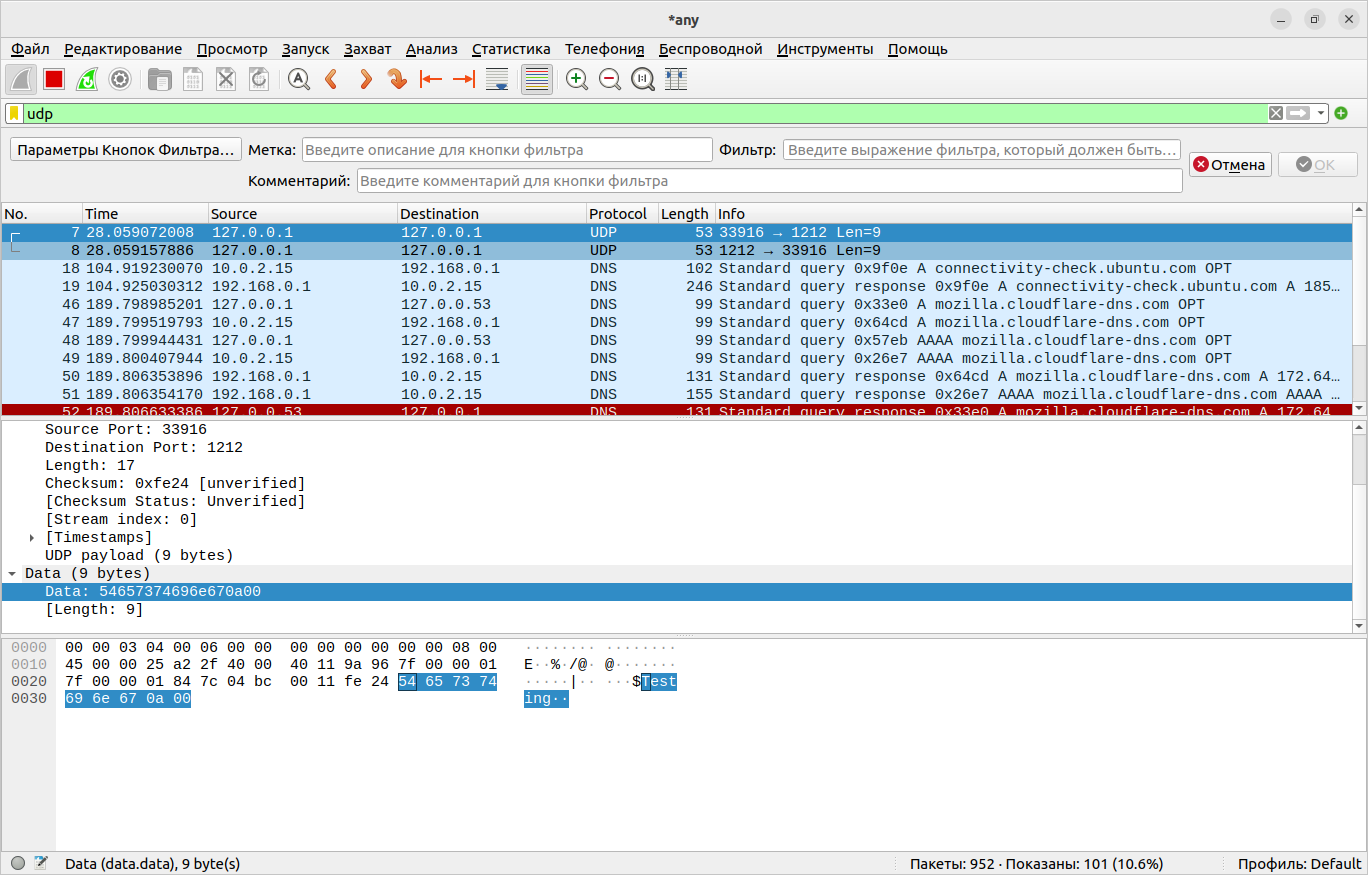 *any
Файл Редактирование Просмотр Запуск Захват Анализ Статистика Телефония Беспроводной Инструменты Помощь
udp
Параметры Кнопок Фильтра… Метка: Введите описание для кнопки фильтра Фильтр: Введите выражение фильтра, который должен быть… Отмена OK
Комментарий: Введите комментарий для кнопки фильтра
No. Time Source Destination Protocol Length Info
7 28.059072008 127.0.0.1 127.0.0.1 UDP 53 33916 → 1212 Len=9
8 28.059157886 127.0.0.1 127.0.0.1 UDP 53 1212 → 33916 Len=9
18 104.919230070 10.0.2.15 192.168.0.1 DNS 102 Standard query 0x9f0e A connectivity-check.ubuntu.com OPT
19 104.925030312 192.168.0.1 10.0.2.15 DNS 246 Standard query response 0x9f0e A connectivity-check.ubuntu.com A 185…
46 189.798985201 127.0.0.1 127.0.0.53 DNS 99 Standard query 0x33e0 A mozilla.cloudflare-dns.com OPT
47 189.799519793 10.0.2.15 192.168.0.1 DNS 99 Standard query 0x64cd A mozilla.cloudflare-dns.com OPT
48 189.799944431 127.0.0.1 127.0.0.53 DNS 99 Standard query 0x57eb AAAA mozilla.cloudflare-dns.com OPT
49 189.800407944 10.0.2.15 192.168.0.1 DNS 99 Standard query 0x26e7 AAAA mozilla.cloudflare-dns.com OPT
50 189.806353896 192.168.0.1 10.0.2.15 DNS 131 Standard query response 0x64cd A mozilla.cloudflare-dns.com A 172.64…
51 189.806354170 192.168.0.1 10.0.2.15 DNS 155 Standard query response 0x26e7 AAAA mozilla.cloudflare-dns.com AAAA …
52 189.806633386 127.0.0.53 127.0.0.1 DNS 131 Standard query response 0x33e0 A mozilla.cloudflare-dns.com A 172.64…
Source Port: 33916
Destination Port: 1212
Length: 17
Checksum: 0xfe24 [unverified]
[Checksum Status: Unverified]
[Stream index: 0]
[Timestamps]
UDP payload (9 bytes)
Data (9 bytes)
Data: 54657374696e670a00
[Length: 9]
0000 00 00 03 04 00 06 00 00 00 00 00 00 00 00 08 00 ········ ········
0010 45 00 00 25 a2 2f 40 00 40 11 9a 96 7f 00 00 01 E··%·/@· @·······
0020 7f 00 00 01 84 7c 04 bc 00 11 fe 24 54 65 73 74 ·····|·· ···$Test
0030 69 6e 67 0a 00 ing··
Data (data.data), 9 byte(s) Пакеты: 952 · Показаны: 101 (10.6%) Профиль: Default